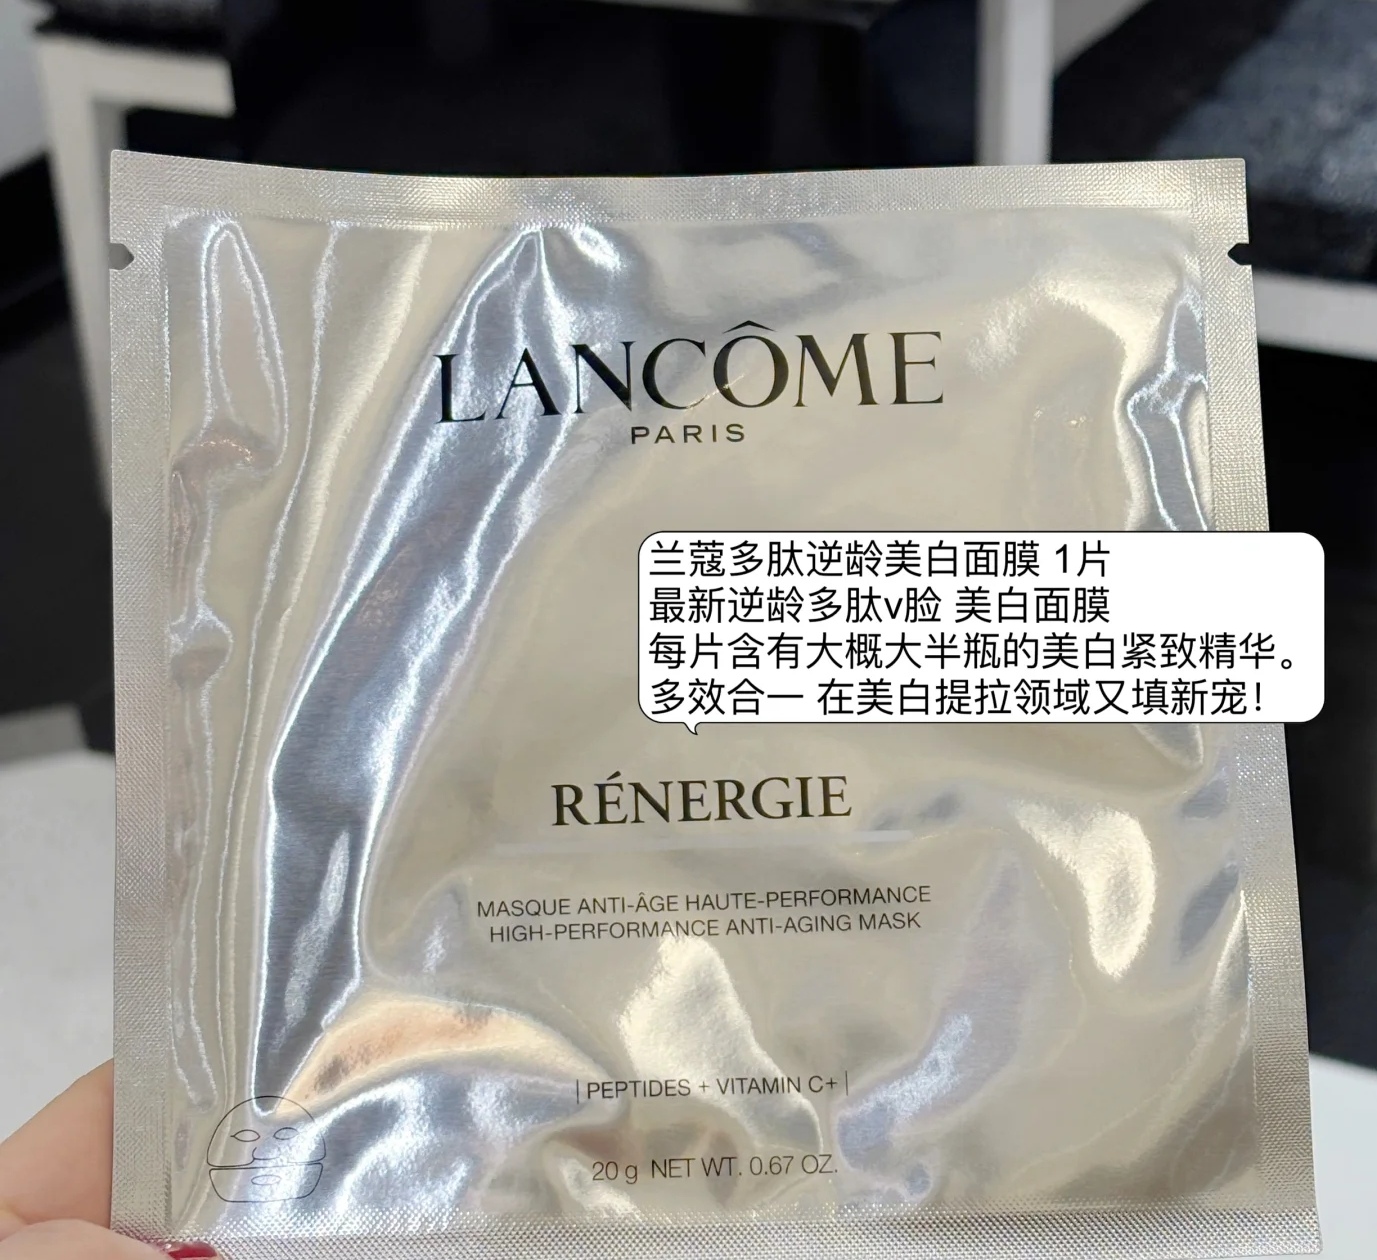 LANCÔME
PARIS
兰蔻多肽逆龄美白面膜 1片
最新逆龄多肽v脸 美白面膜
每片含有大概大半瓶的美白紧致精华。
多效合一 在美白提拉领域又填新宠！
RÉNERGIE
MASQUE ANTI-ÂGE HAUTE-PERFORMANCE
HIGH-PERFORMANCE ANTI-AGING MASK
| PEPTIDES + VITAMIN C+ |
20 g NET WT. 0.67 OZ.